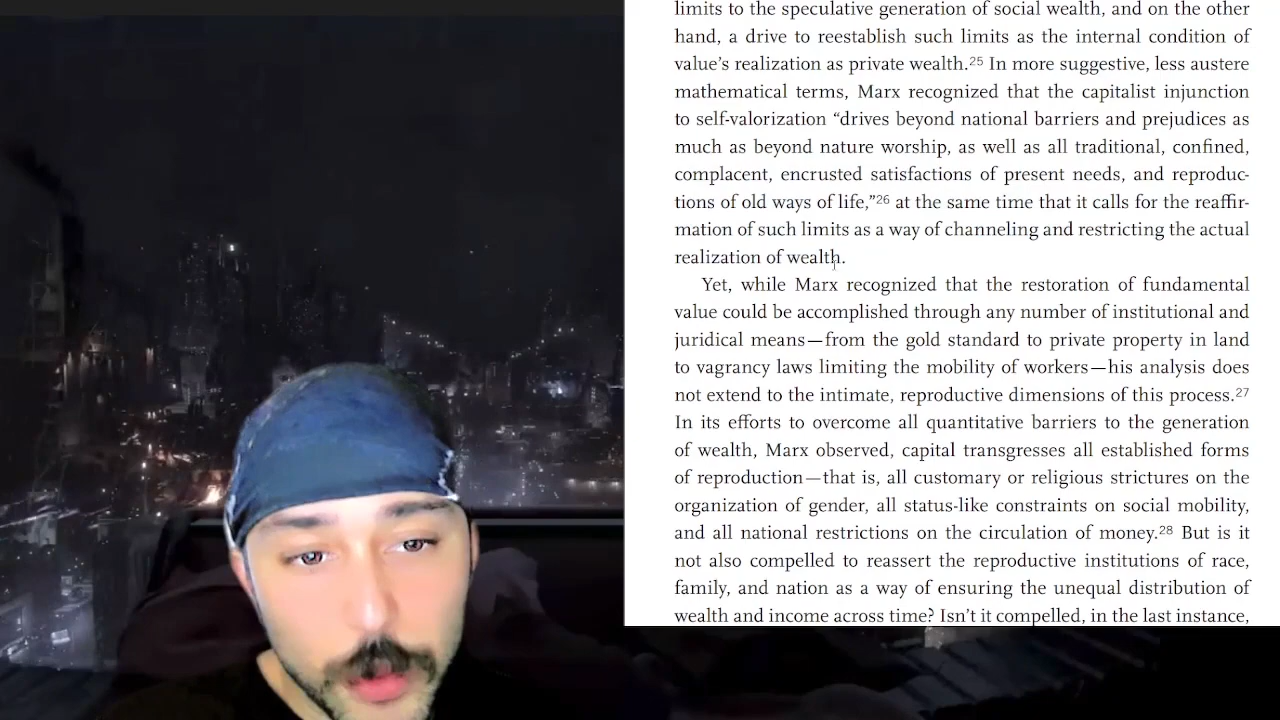 limits to the speculative generation of social wealth, and on the other
hand, a drive to reestablish such limits as the internal condition of
value’s realization as private wealth.25 In more suggestive, less austere
mathematical terms, Marx recognized that the capitalist injunction
to self-valorization “drives beyond national barriers and prejudices as
much as beyond nature worship, as well as all traditional, confined,
complacent, encrusted satisfactions of present needs, and reproduc-
tions of old ways of life,”26 at the same time that it calls for the reaffir-
mation of such limits as a way of channeling and restricting the actual
realization of wealth.
Yet, while Marx recognized that the restoration of fundamental
value could be accomplished through any number of institutional and
juridical means—from the gold standard to private property in land
to vagrancy laws limiting the mobility of workers—his analysis does
not extend to the intimate, reproductive dimensions of this process.27
In its efforts to overcome all quantitative barriers to the generation
of wealth, Marx observed, capital transgresses all established forms
of reproduction—that is, all customary or religious strictures on the
organization of gender, all status-like constraints on social mobility,
and all national restrictions on the circulation of money.28 But is it
not also compelled to reassert the reproductive institutions of race,
family, and nation as a way of ensuring the unequal distribution of
wealth and income across time? Isn’t it compelled, in the last instance,